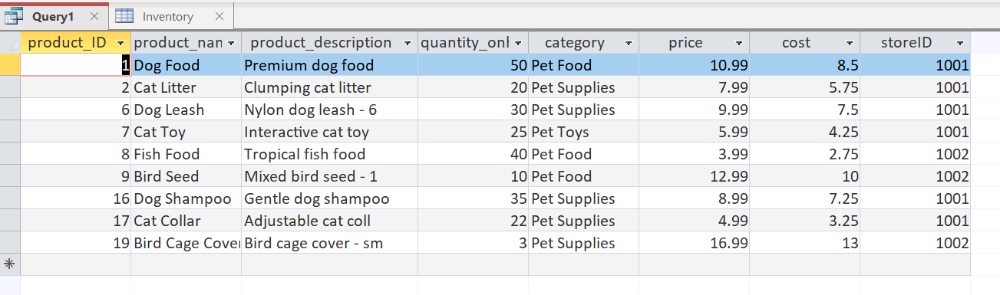 Query1 Inventory
product_ID product_nan product_description quantity_onl category price cost storeID
1 Dog Food Premium dog food 50 Pet Food 10.99 8.5 1001
2 Cat Litter Clumping cat litter 20 Pet Supplies 7.99 5.75 1001
6 Dog Leash Nylon dog leash - 6 30 Pet Supplies 9.99 7.5 1001
7 Cat Toy Interactive cat toy 25 Pet Toys 5.99 4.25 1001
8 Fish Food Tropical fish food 40 Pet Food 3.99 2.75 1002
9 Bird Seed Mixed bird seed - 1 10 Pet Food 12.99 10 1002
16 Dog Shampoo Gentle dog shampoo 35 Pet Supplies 8.99 7.25 1001
17 Cat Collar Adjustable cat coll 22 Pet Supplies 4.99 3.25 1001
19 Bird Cage Cover Bird cage cover - sm 3 Pet Supplies 16.99 13 1002